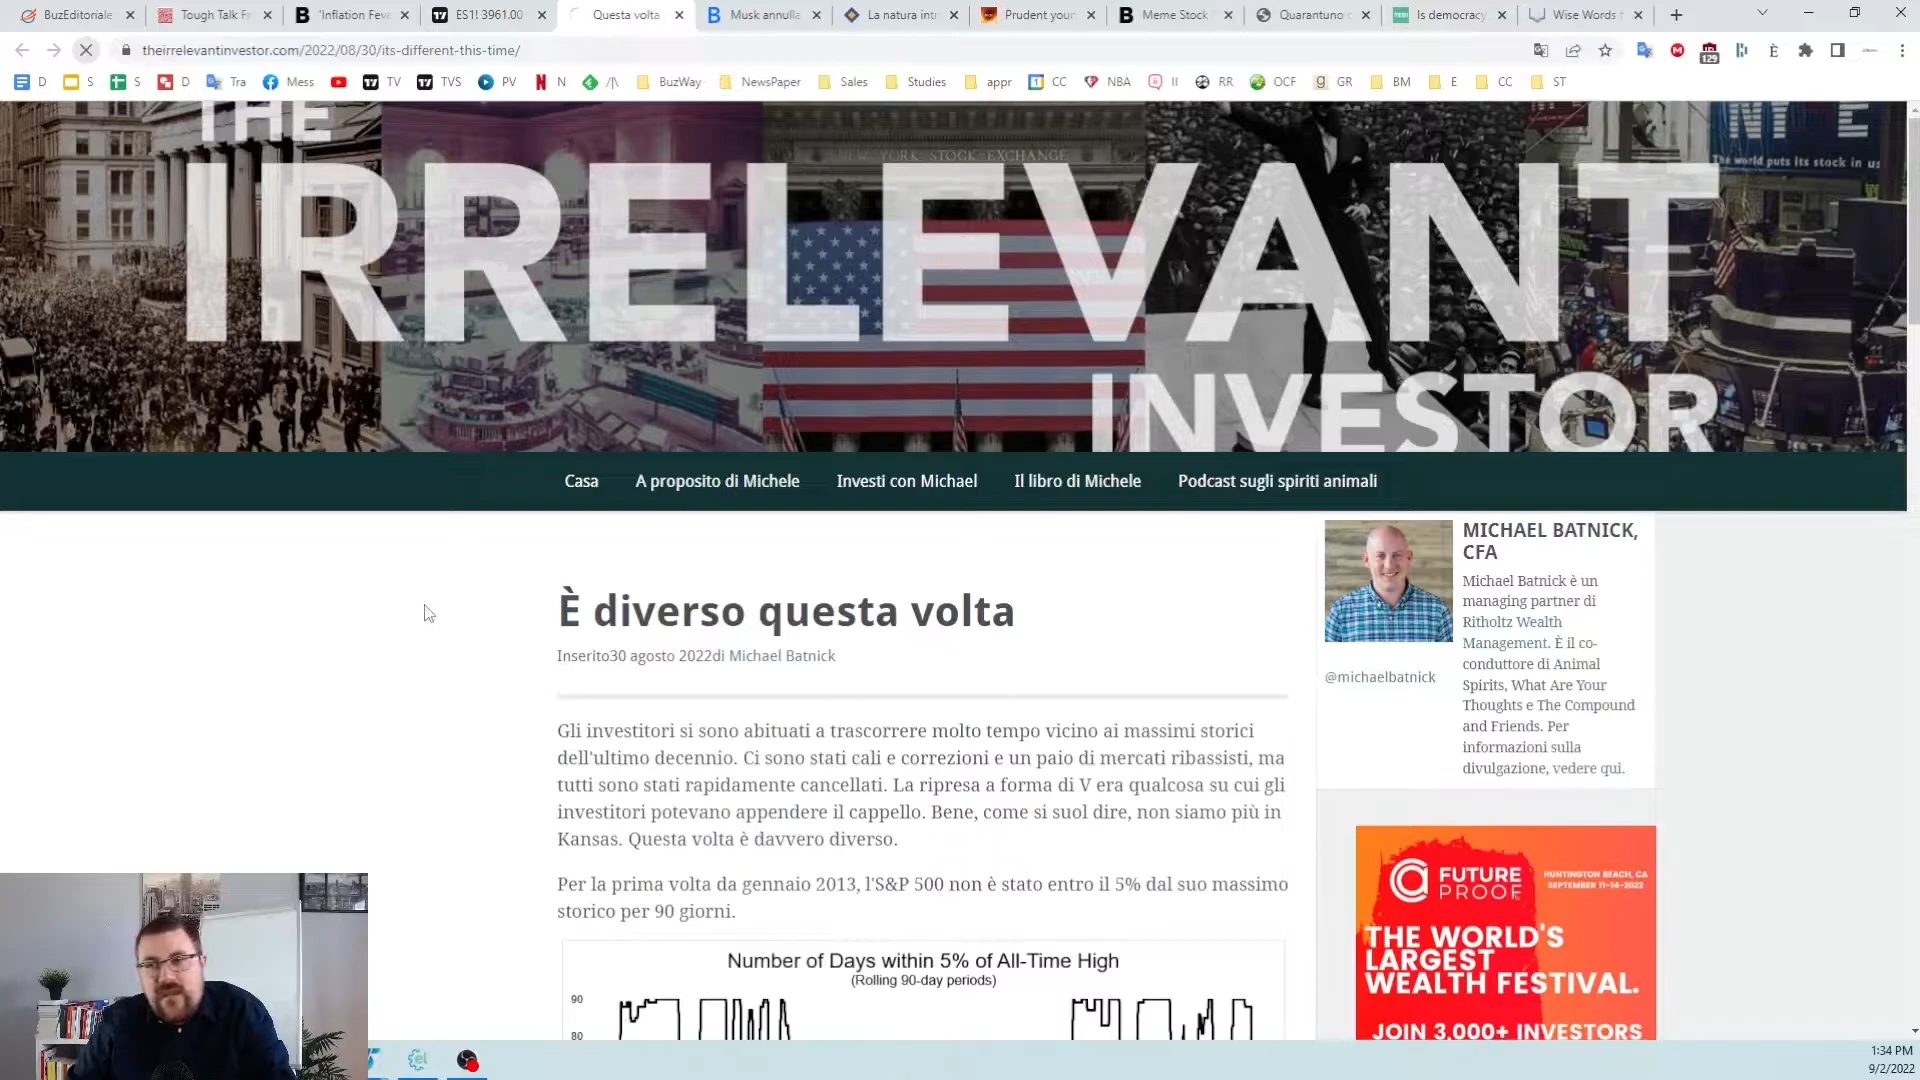 BuzEditoriale
Tough Talk Fr
'Inflation Feve
ES1! 3961.00
Questa volta
Musk annulla
La natura intr
Prudent youn
Meme Stock
Quarantuno c
Is democracy
Wise Words f
theirrelevantinvestor.com/2022/08/30/its-different-this-time/
129
D S S D Tra Mess TV TVS PV N /|\ BuzWay NewsPaper Sales Studies appr CC NBA II RR OCF GR BM E CC ST
THE
IRRELEVANT
INVESTOR
NEW YORK STOCK EXCHANGE
The world puts its stock in us
Casa A proposito di Michele Investi con Michael Il libro di Michele Podcast sugli spiriti animali
È diverso questa volta
Inserito30 agosto 2022di Michael Batnick
Gli investitori si sono abituati a trascorrere molto tempo vicino ai massimi storici
dell'ultimo decennio. Ci sono stati cali e correzioni e un paio di mercati ribassisti, ma
tutti sono stati rapidamente cancellati. La ripresa a forma di V era qualcosa su cui gli
investitori potevano appendere il cappello. Bene, come si suol dire, non siamo più in
Kansas. Questa volta è davvero diverso.
Per la prima volta da gennaio 2013, l'S&P 500 non è stato entro il 5% dal suo massimo
storico per 90 giorni.
Number of Days within 5% of All-Time High
(Rolling 90-day periods)
90
80
MICHAEL BATNICK,
CFA
Michael Batnick è un
managing partner di
Ritholtz Wealth
Management. È il co-
conduttore di Animal
Spirits, What Are Your
Thoughts e The Compound
and Friends. Per
informazioni sulla
divulgazione, vedere qui.
@michaelbatnick
FUTURE
PROOF
HUNTINGTON BEACH, CA
SEPTEMBER 11-14-2022
THE WORLD'S
LARGEST
WEALTH FESTIVAL.
JOIN 3,000+ INVESTORS
1:34 PM
9/2/2022